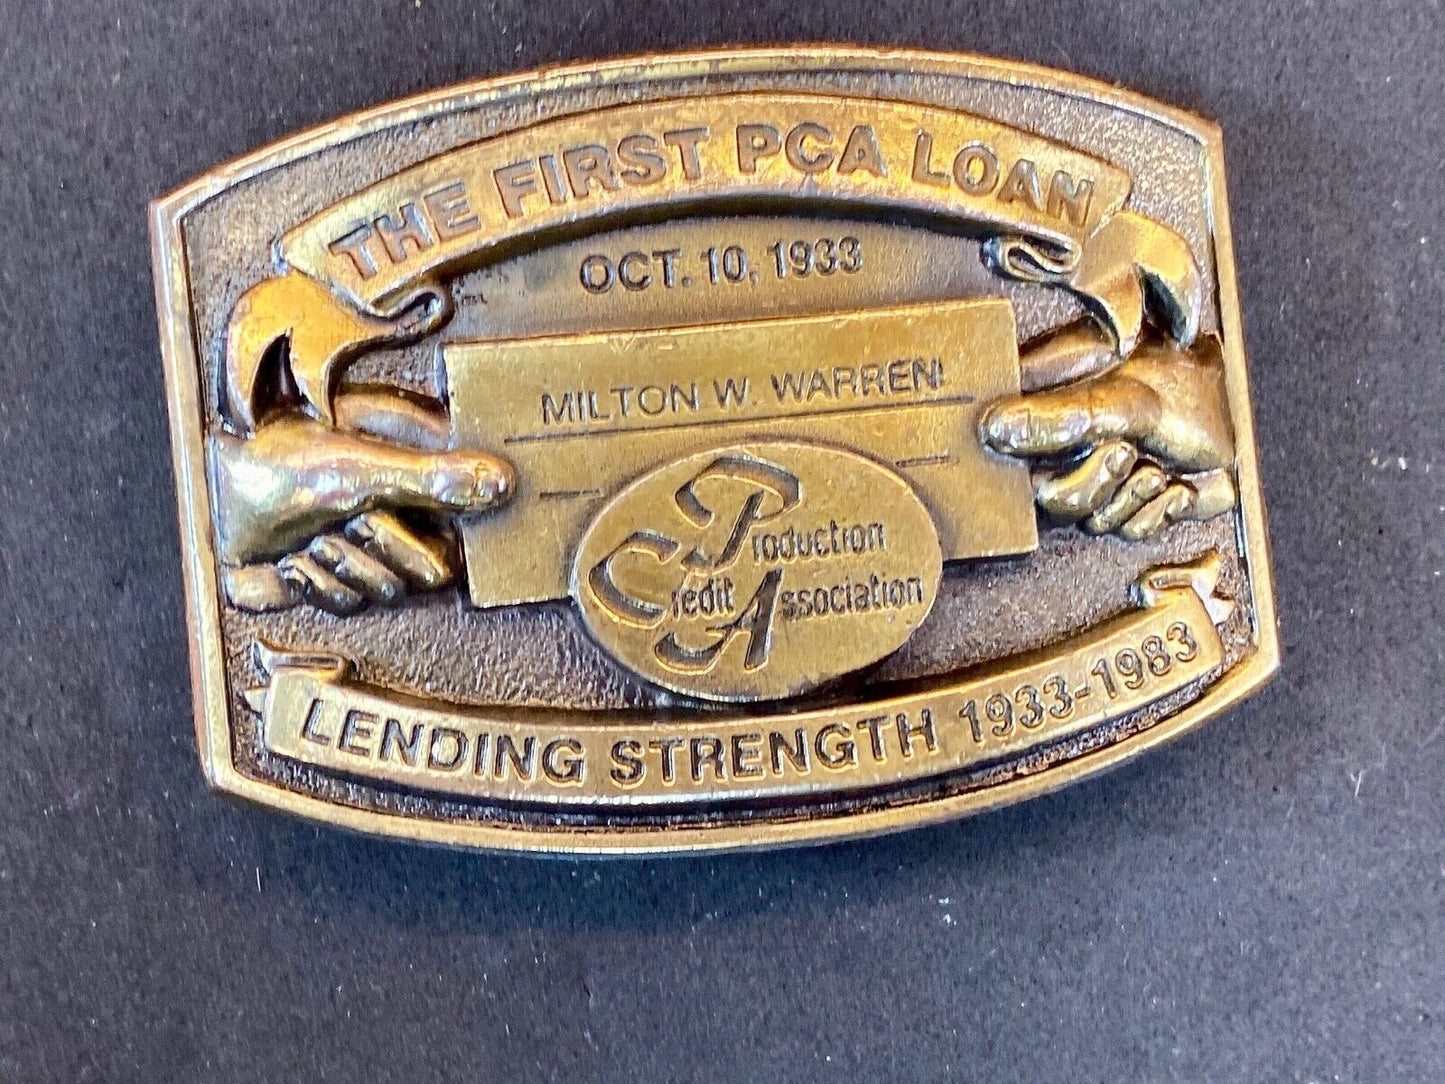 THE FIRST PCA LOAN
OCT. 10, 1933
MILTON W. WARREN
Production
Credit Association
LENDING STRENGTH 1933-1983